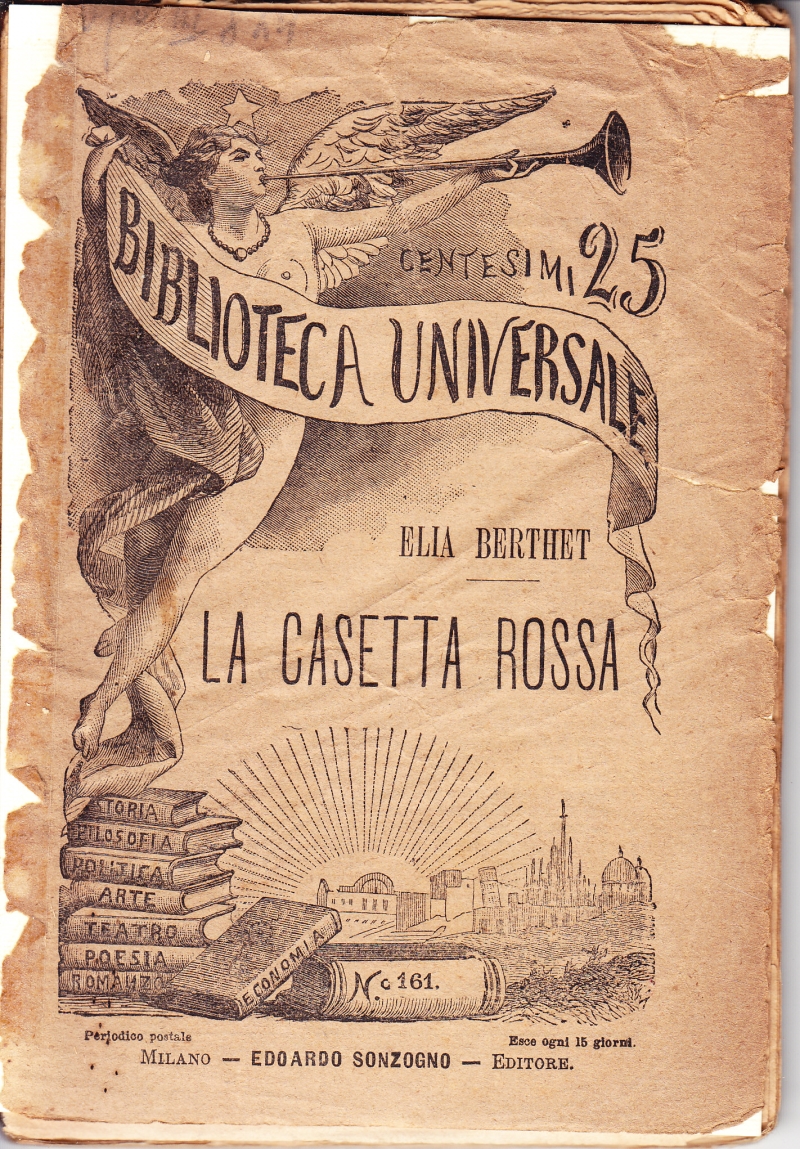 CENTESIMI 25
BIBLIOTECA UNIVERSALE
ELIA BERTHET
LA CASETTA ROSSA
STORIA
FILOSOFIA
POLITICA
ARTE
TEATRO
POESIA
ROMANZO
ECONOMIA
No 161.
Periodico postale
Esce ogni 15 giorni.
MILANO — EDOARDO SONZOGNO — EDITORE.